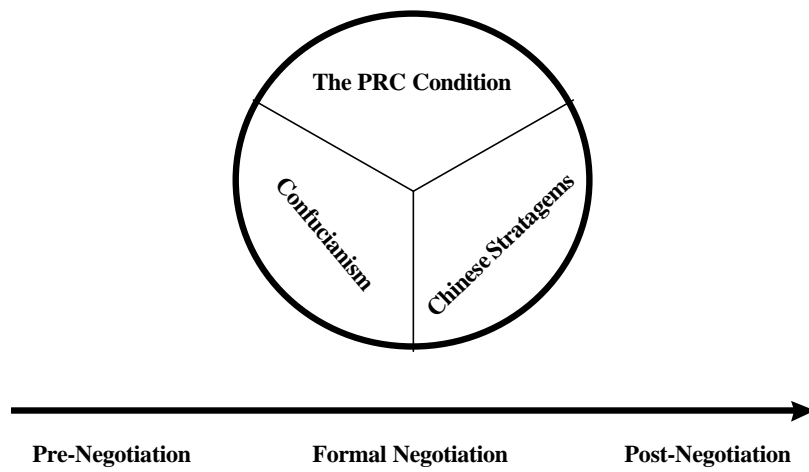 The PRC Condition
Confucianism
Chinese Stratagems
Pre-Negotiation
Formal Negotiation
Post-Negotiation